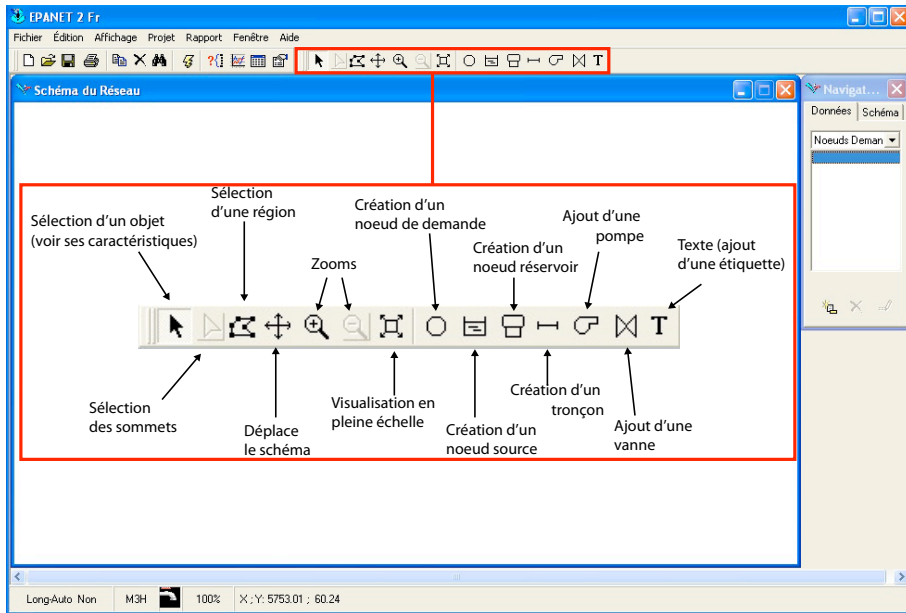 EPANET 2 Fr
Fichier Édition Affichage Projet Rapport Fenêtre Aide
T
Schéma du Réseau
Navigat...
Données Schéma
Noeuds Deman
Sélection d'un objet
(voir ses caractéristiques)
Sélection
d'une région
Zooms
Création d'un
noeud de demande
Création d'un
noeud réservoir
Ajout d'une
pompe
Texte (ajout
d'une étiquette)
T
Sélection
des sommets
Déplace
le schéma
Visualisation en
pleine échelle
Création d'un
noeud source
Création d'un
tronçon
Ajout d'une
vanne
Long-Auto Non M3H 100% X ; Y: 5753.01 ; 60.24